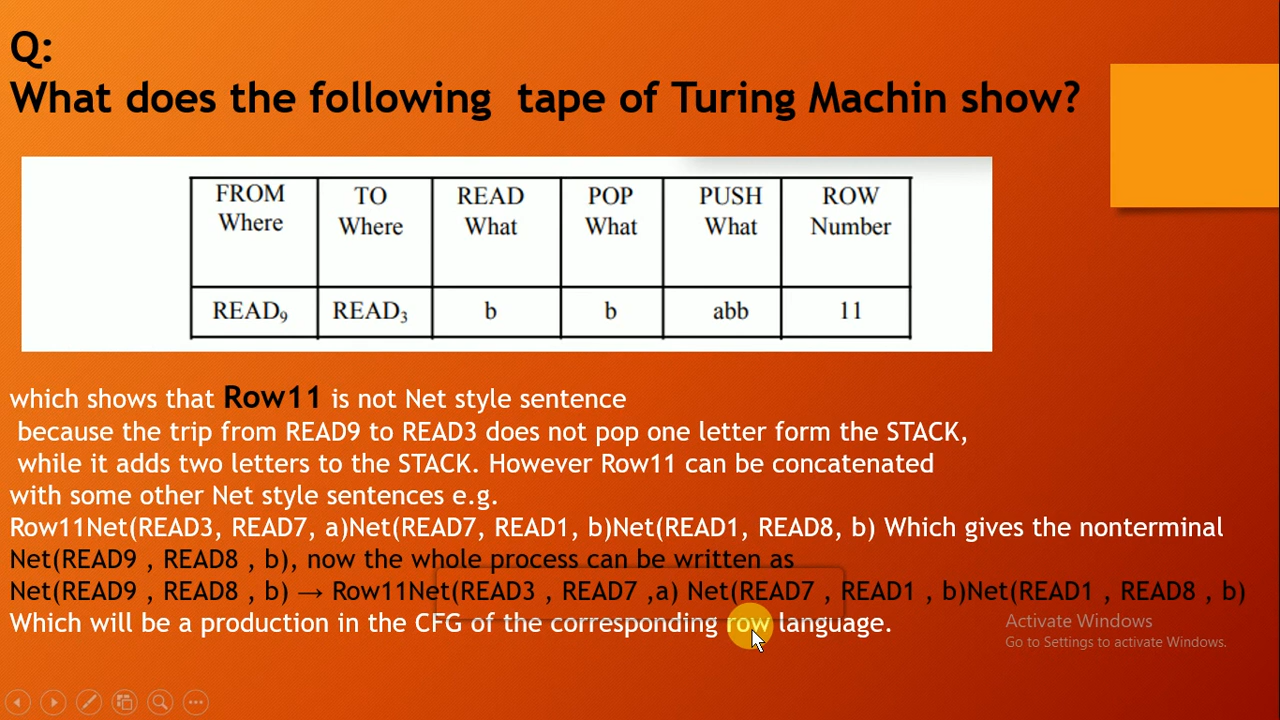 Q:
What does the following tape of Turing Machin show?
FROM Where TO Where READ What POP What PUSH What ROW Number
READ₉ READ₃ b b abb 11
which shows that Row11 is not Net style sentence
because the trip from READ9 to READ3 does not pop one letter form the STACK,
while it adds two letters to the STACK. However Row11 can be concatenated
with some other Net style sentences e.g.
Row11Net(READ3, READ7, a)Net(READ7, READ1, b)Net(READ1, READ8, b) Which gives the nonterminal
Net(READ9 , READ8 , b), now the whole process can be written as
Net(READ9 , READ8 , b) → Row11Net(READ3 , READ7 ,a) Net(READ7 , READ1 , b)Net(READ1 , READ8 , b)
Which will be a production in the CFG of the corresponding row language.
Activate Windows
Go to Settings to activate Windows.